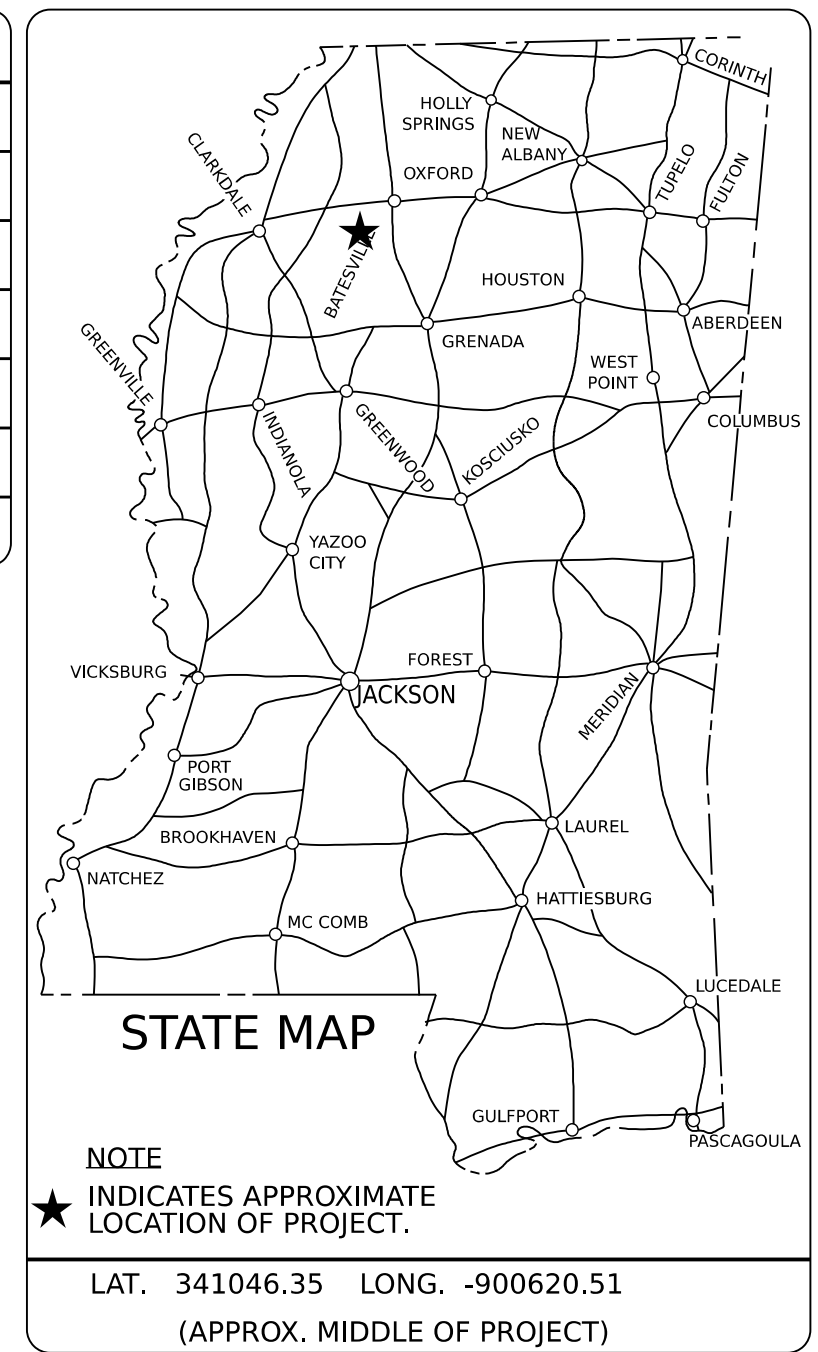 CORINTH
HOLLY
SPRINGS
NEW
ALBANY
CLARKDALE
OXFORD
TUPELO
FULTON
BATESVILLE
HOUSTON
ABERDEEN
GREENVILLE
GRENADA
WEST
POINT
COLUMBUS
INDIANOLA
GREENWOOD
KOSCIUSKO
YAZOO
CITY
VICKSBURG
FOREST
JACKSON
MERIDIAN
PORT
GIBSON
BROOKHAVEN
LAUREL
NATCHEZ
HATTIESBURG
MC COMB
LUCEDALE
STATE MAP
GULFPORT
PASCAGOULA
NOTE
INDICATES APPROXIMATE
LOCATION OF PROJECT.
LAT. 341046.35 LONG. -900620.51
(APPROX. MIDDLE OF PROJECT)